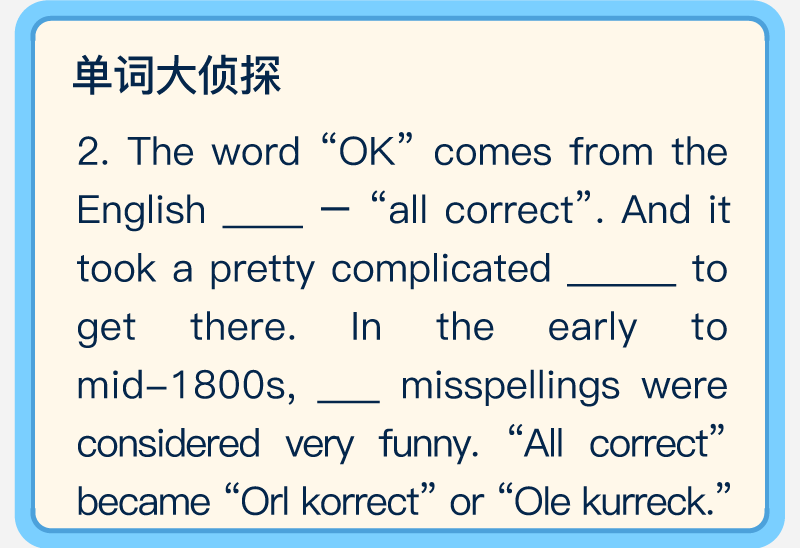 单词大侦探
2. The word “OK” comes from the
English ____ – “all correct”. And it
took a pretty complicated _____ to
get there. In the early to
mid–1800s, ___ misspellings were
considered very funny. “All correct”
became “Orl korrect” or “Ole kurreck.”